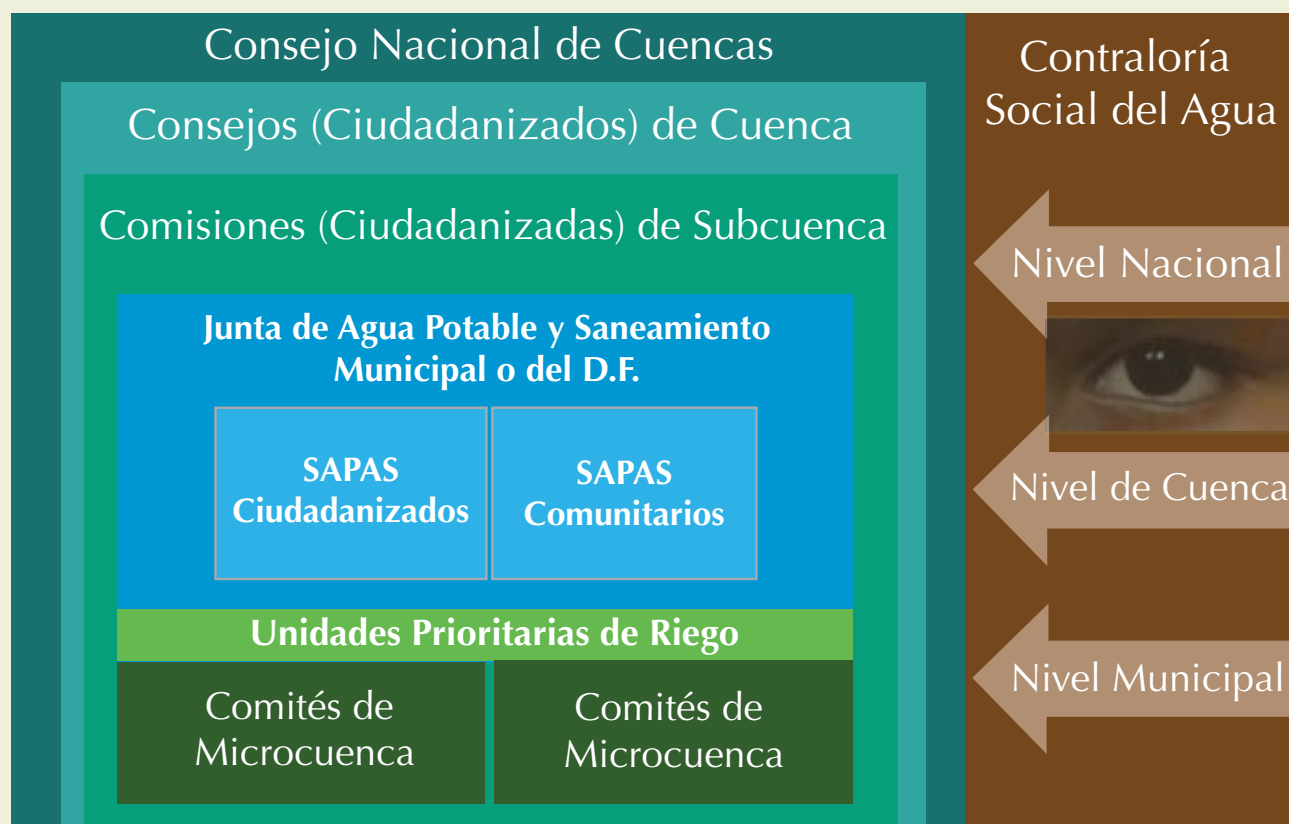 Consejo Nacional de Cuencas
Consejos (Ciudadanizados) de Cuenca
Comisiones (Ciudadanizadas) de Subcuenca
Junta de Agua Potable y Saneamiento
Municipal o del D.F.
SAPAS
Ciudadanizados
SAPAS
Comunitarios
Unidades Prioritarias de Riego
Comités de
Microcuenca
Comités de
Microcuenca
Contraloría
Social del Agua
Nivel Nacional
Nivel de Cuenca
Nivel Municipal